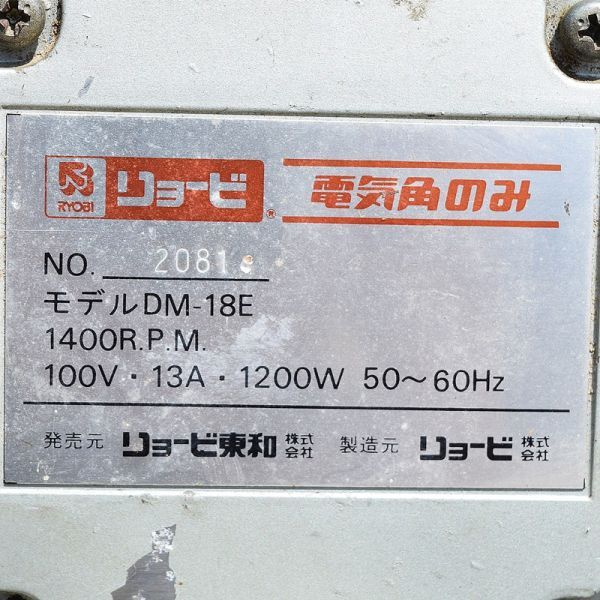 RYOBI リョービ® 電気角のみ
NO. 2081
モデルDM-18E
1400R.P.M.
100V・13A・1200W 50〜60Hz
発売元 リョービ東和株式会社 製造元 リョービ株式会社